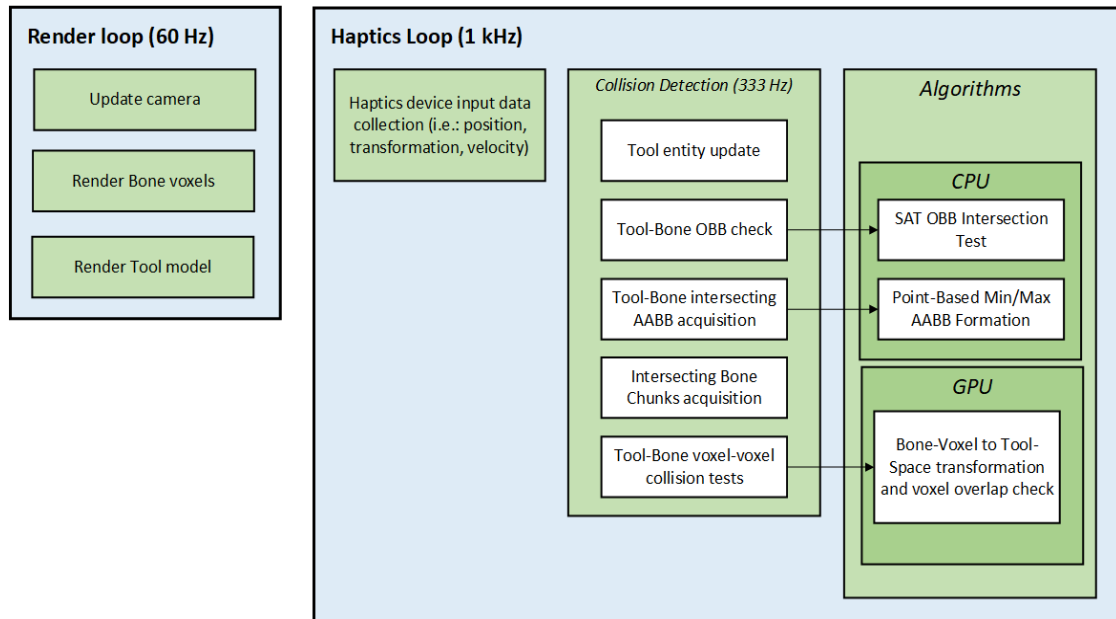 Render loop (60 Hz)
Update camera
Render Bone voxels
Render Tool model
Haptics Loop (1 kHz)
Haptics device input data
collection (i.e.: position,
transformation, velocity)
Collision Detection (333 Hz)
Tool entity update
Tool-Bone OBB check
Tool-Bone intersecting
AABB acquisition
Intersecting Bone
Chunks acquisition
Tool-Bone voxel-voxel
collision tests
Algorithms
CPU
SAT OBB Intersection
Test
Point-Based Min/Max
AABB Formation
GPU
Bone-Voxel to Tool-
Space transformation
and voxel overlap check